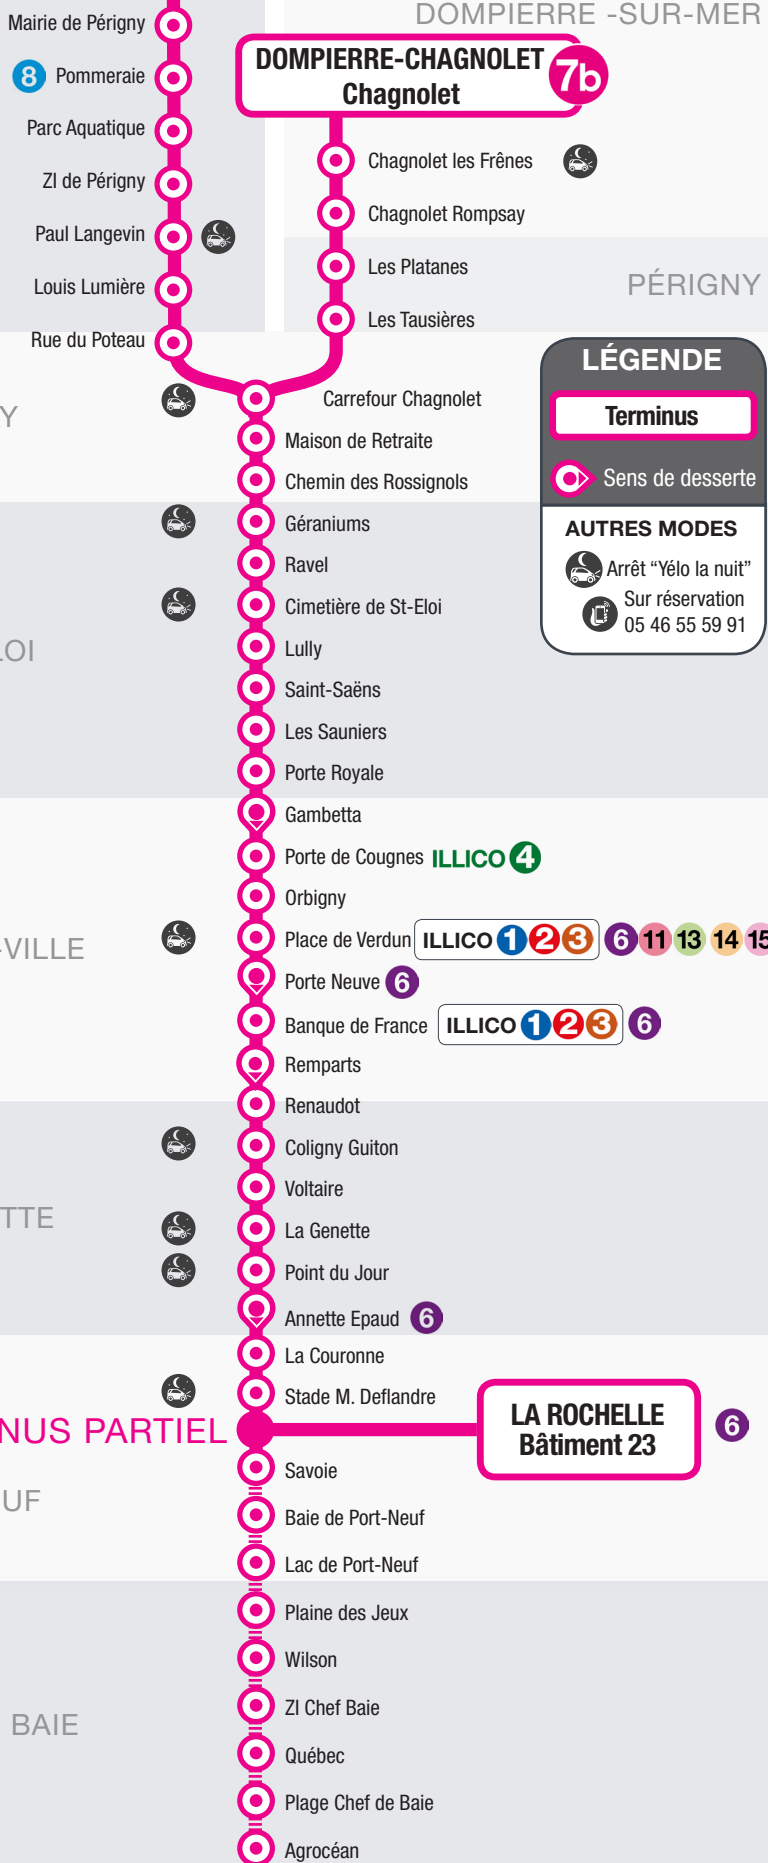 DOMPIERRE -SUR-MER
Mairie de Périgny
8 Pommeraie
Parc Aquatique
ZI de Périgny
Paul Langevin
Louis Lumière
Rue du Poteau
DOMPIERRE-CHAGNOLET
Chagnolet
7b
Chagnolet les Frênes
Chagnolet Rompsay
Les Platanes
Les Tausières
PÉRIGNY
LÉGENDE
Terminus
Sens de desserte
AUTRES MODES
Arrêt “Yélo la nuit”
Sur réservation
05 46 55 59 91
Y
Carrefour Chagnolet
Maison de Retraite
Chemin des Rossignols
Géraniums
Ravel
Cimetière de St-Eloi
Lully
LOI
Saint-Saëns
Les Sauniers
Porte Royale
Gambetta
Porte de Cougnes ILLICO 4
Orbigny
Place de Verdun ILLICO 1 2 3 6 11 13 14 15
-VILLE
Porte Neuve 6
Banque de France ILLICO 1 2 3 6
Remparts
Renaudot
Coligny Guiton
Voltaire
TTE
La Genette
Point du Jour
Annette Epaud 6
La Couronne
Stade M. Deflandre
NUS PARTIEL
LA ROCHELLE
Bâtiment 23
6
Savoie
UF
Baie de Port-Neuf
Lac de Port-Neuf
Plaine des Jeux
Wilson
ZI Chef Baie
BAIE
Québec
Plage Chef de Baie
Agrocéan